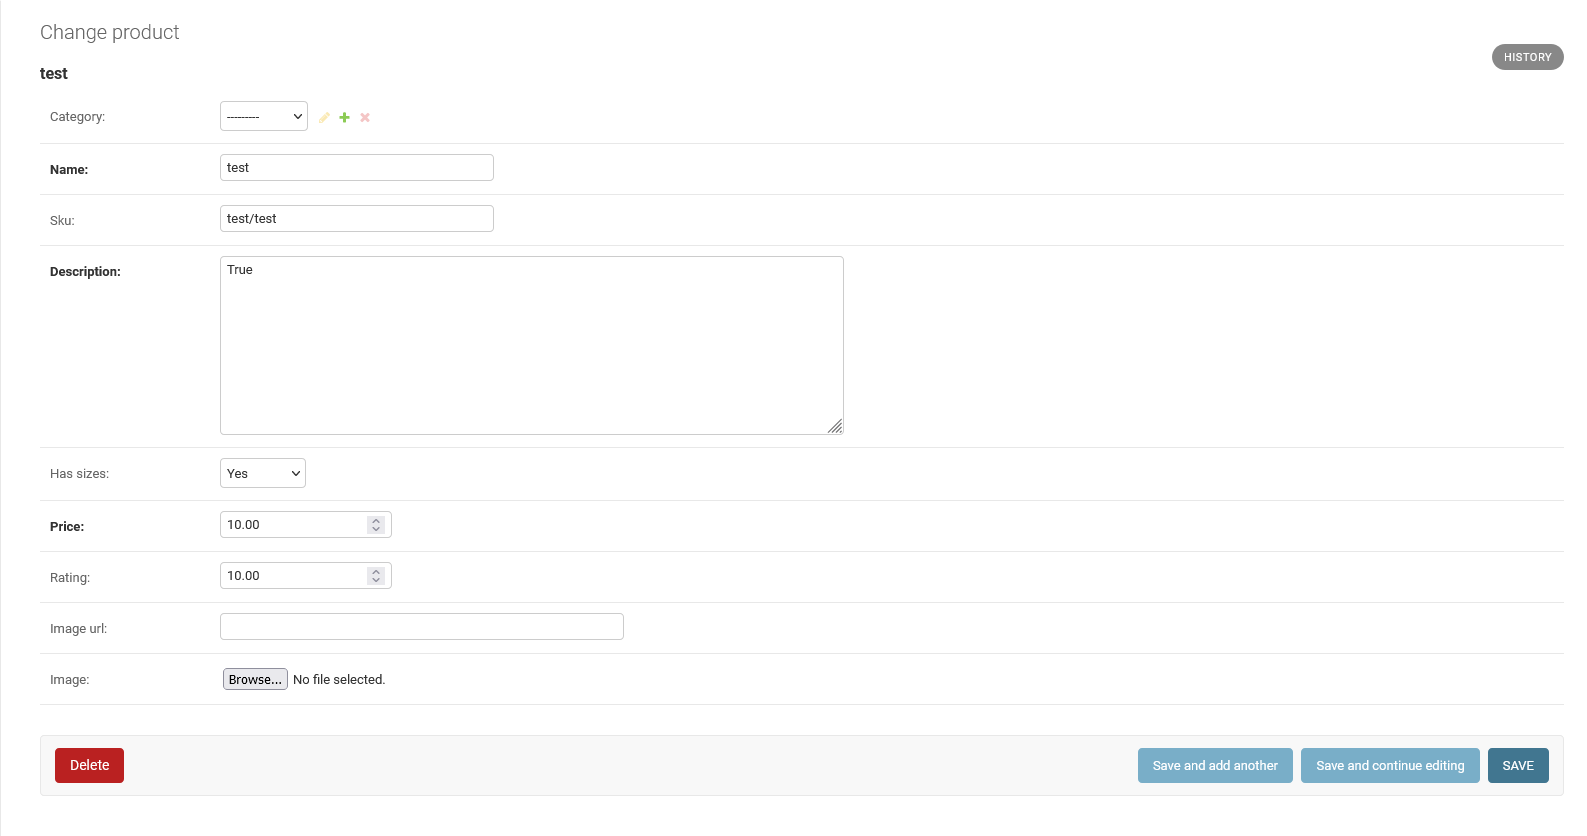 Change product
HISTORY
test
Category: ---------
Name: test
Sku: test/test
Description: True
Has sizes: Yes
Price: 10.00
Rating: 10.00
Image url:
Image: Browse... No file selected.
Delete Save and add another Save and continue editing SAVE